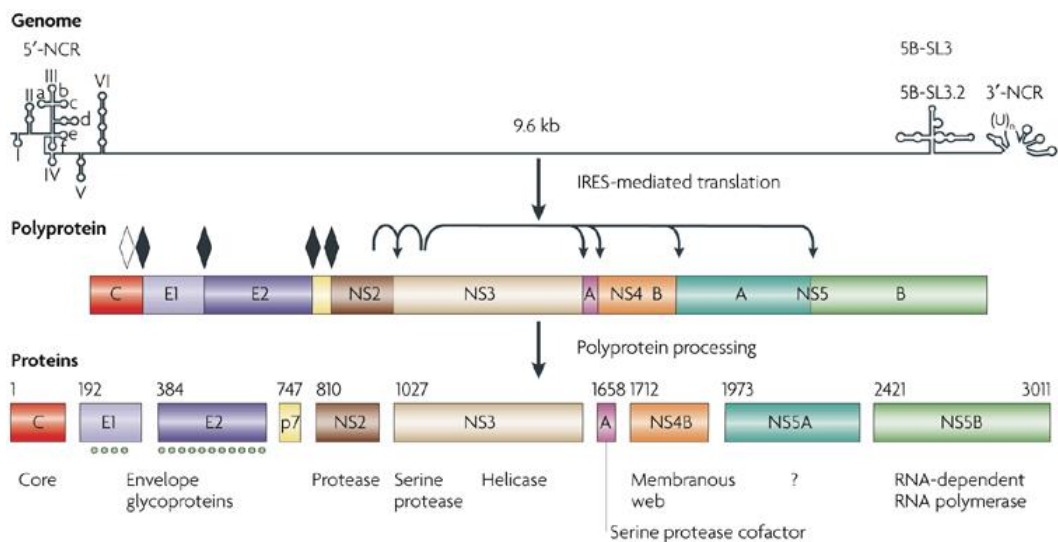 Genome
5′-NCR
5B-SL3
III
VI
II a b
c
5B-SL3.2
3′-NCR
d
9.6 kb
(U)n
e
f
I
IV
V
IRES-mediated translation
Polyprotein
C E1 E2 NS2 NS3 A NS4 B A NS5 B
Polyprotein processing
Proteins
1 192 384 747 810 1027 1658 1712 1973 2421 3011
C E1 E2 p7 NS2 NS3 A NS4B NS5A NS5B
Core Envelope Protease Serine Helicase Membranous ? RNA-dependent
glycoproteins protease web RNA polymerase
Serine protease cofactor